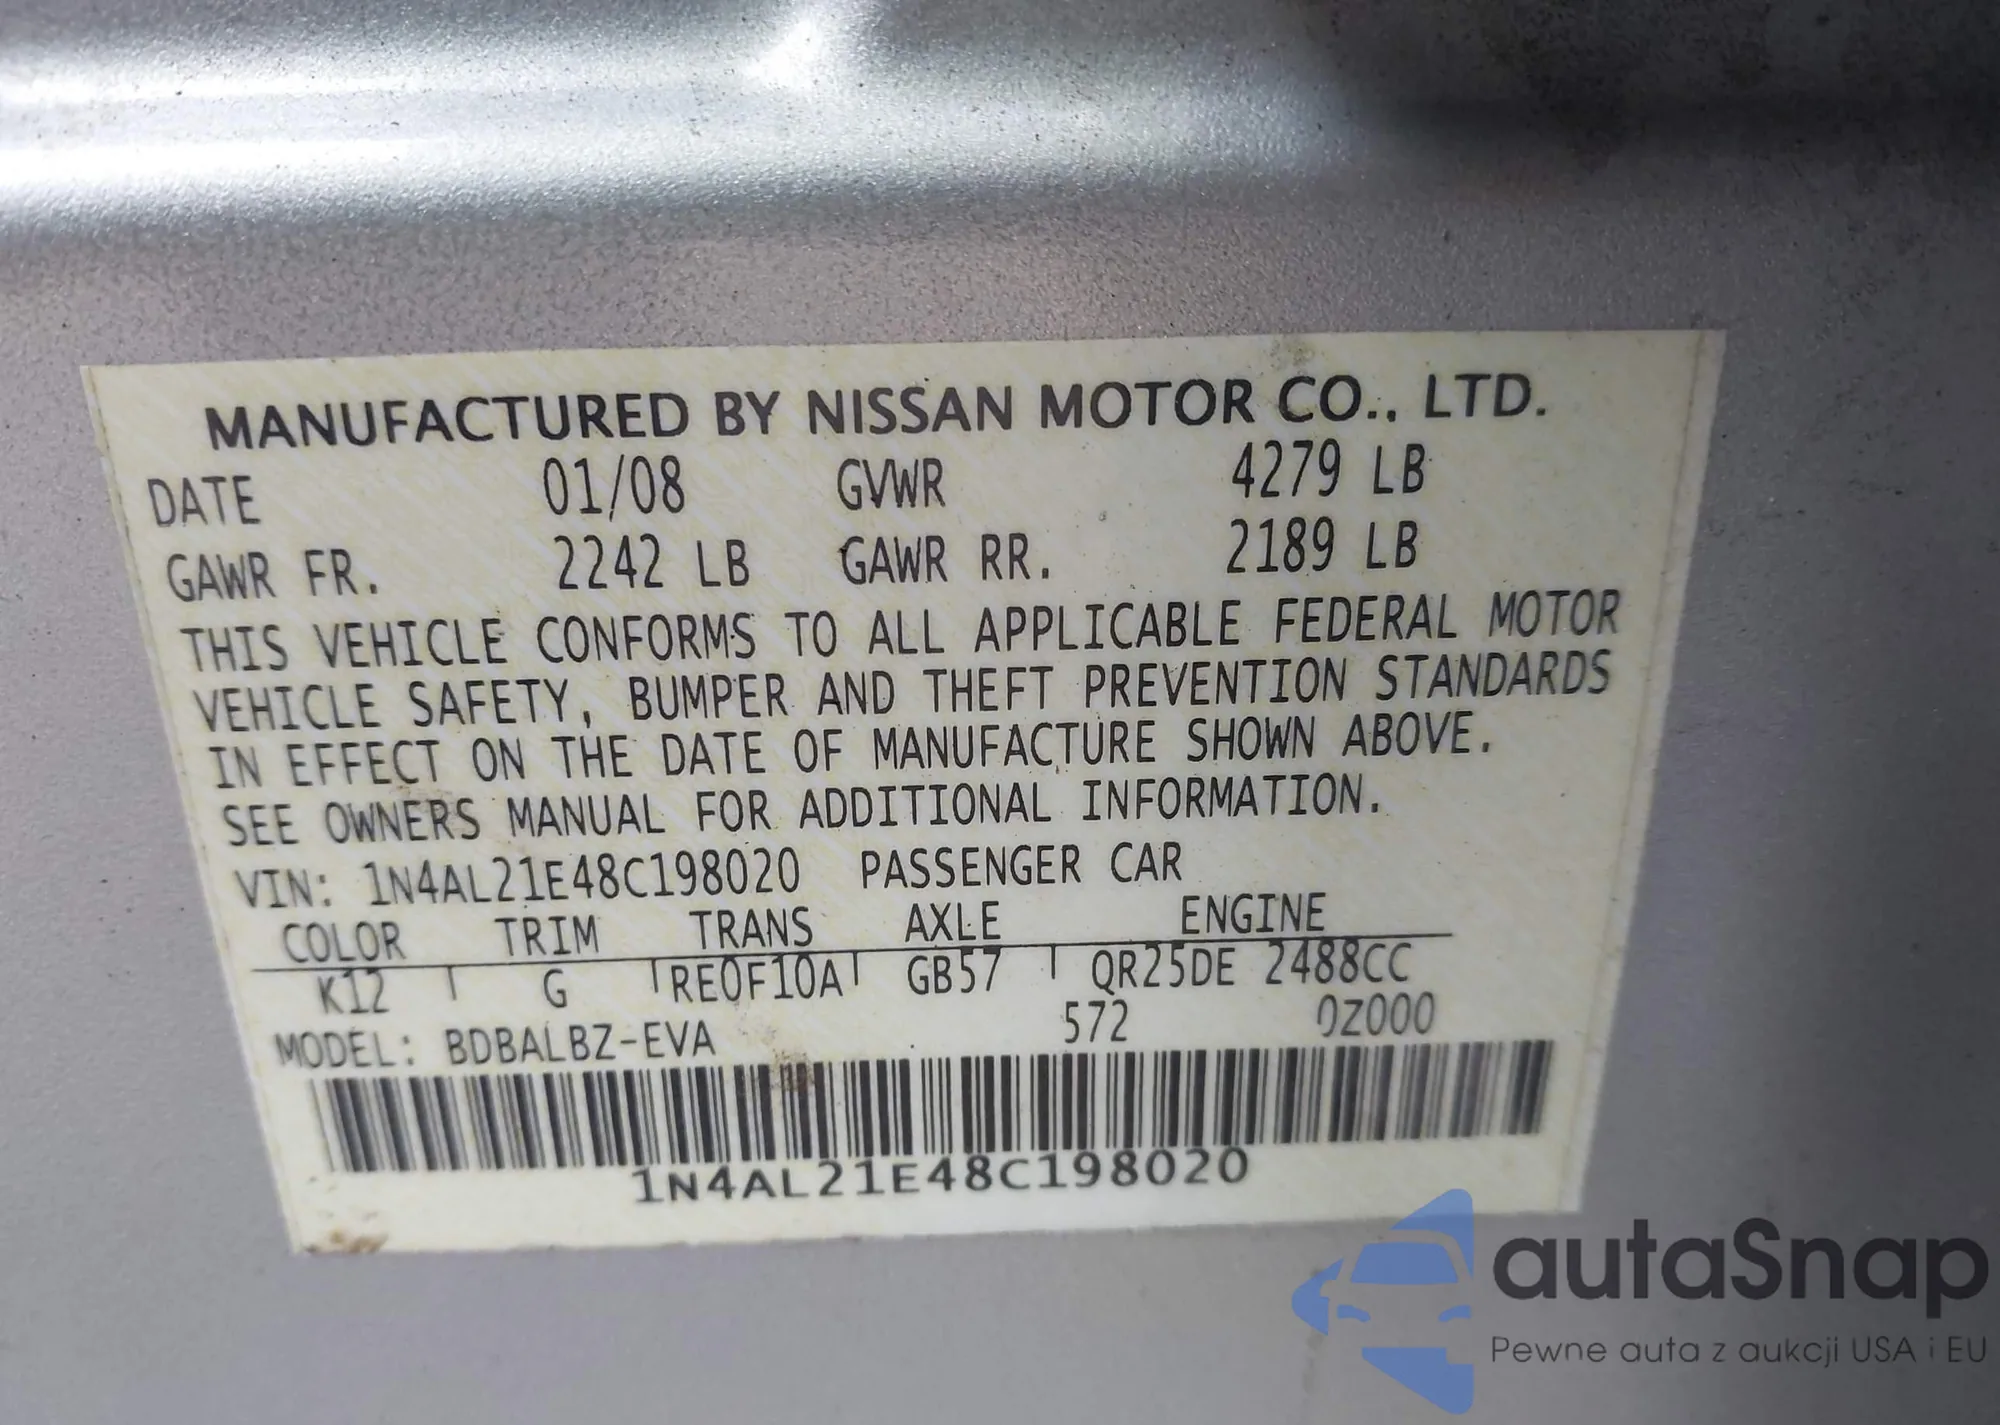 MANUFACTURED BY NISSAN MOTOR CO., LTD.
DATE 01/08 GVWR 4279 LB
GAWR FR. 2242 LB GAWR RR. 2189 LB
THIS VEHICLE CONFORMS TO ALL APPLICABLE FEDERAL MOTOR
VEHICLE SAFETY, BUMPER AND THEFT PREVENTION STANDARDS
IN EFFECT ON THE DATE OF MANUFACTURE SHOWN ABOVE.
SEE OWNERS MANUAL FOR ADDITIONAL INFORMATION.
VIN: 1N4AL21E48C198020 PASSENGER CAR
COLOR TRIM TRANS AXLE ENGINE
K12 G RE0F10A GB57 QR25DE 2488CC
572 0Z000
MODEL: BDBALBZ-EVA
1N4AL21E48C198020
autaSnap
Pewne auta z aukcji USA i EU